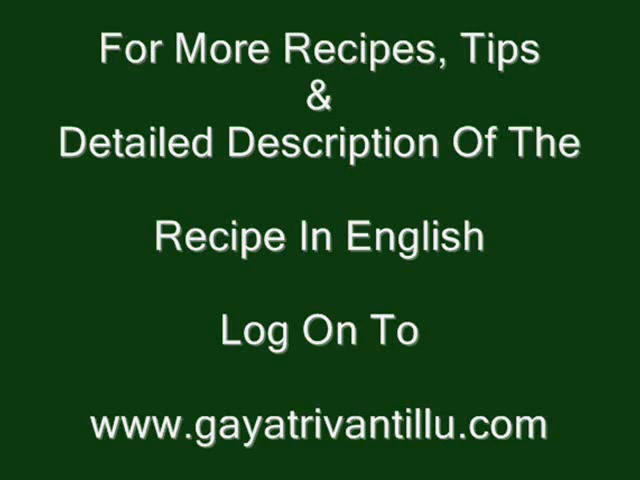 For More Recipes, Tips
&
Detailed Description Of The
Recipe In English
Log On To
www.gayatrivantillu.com